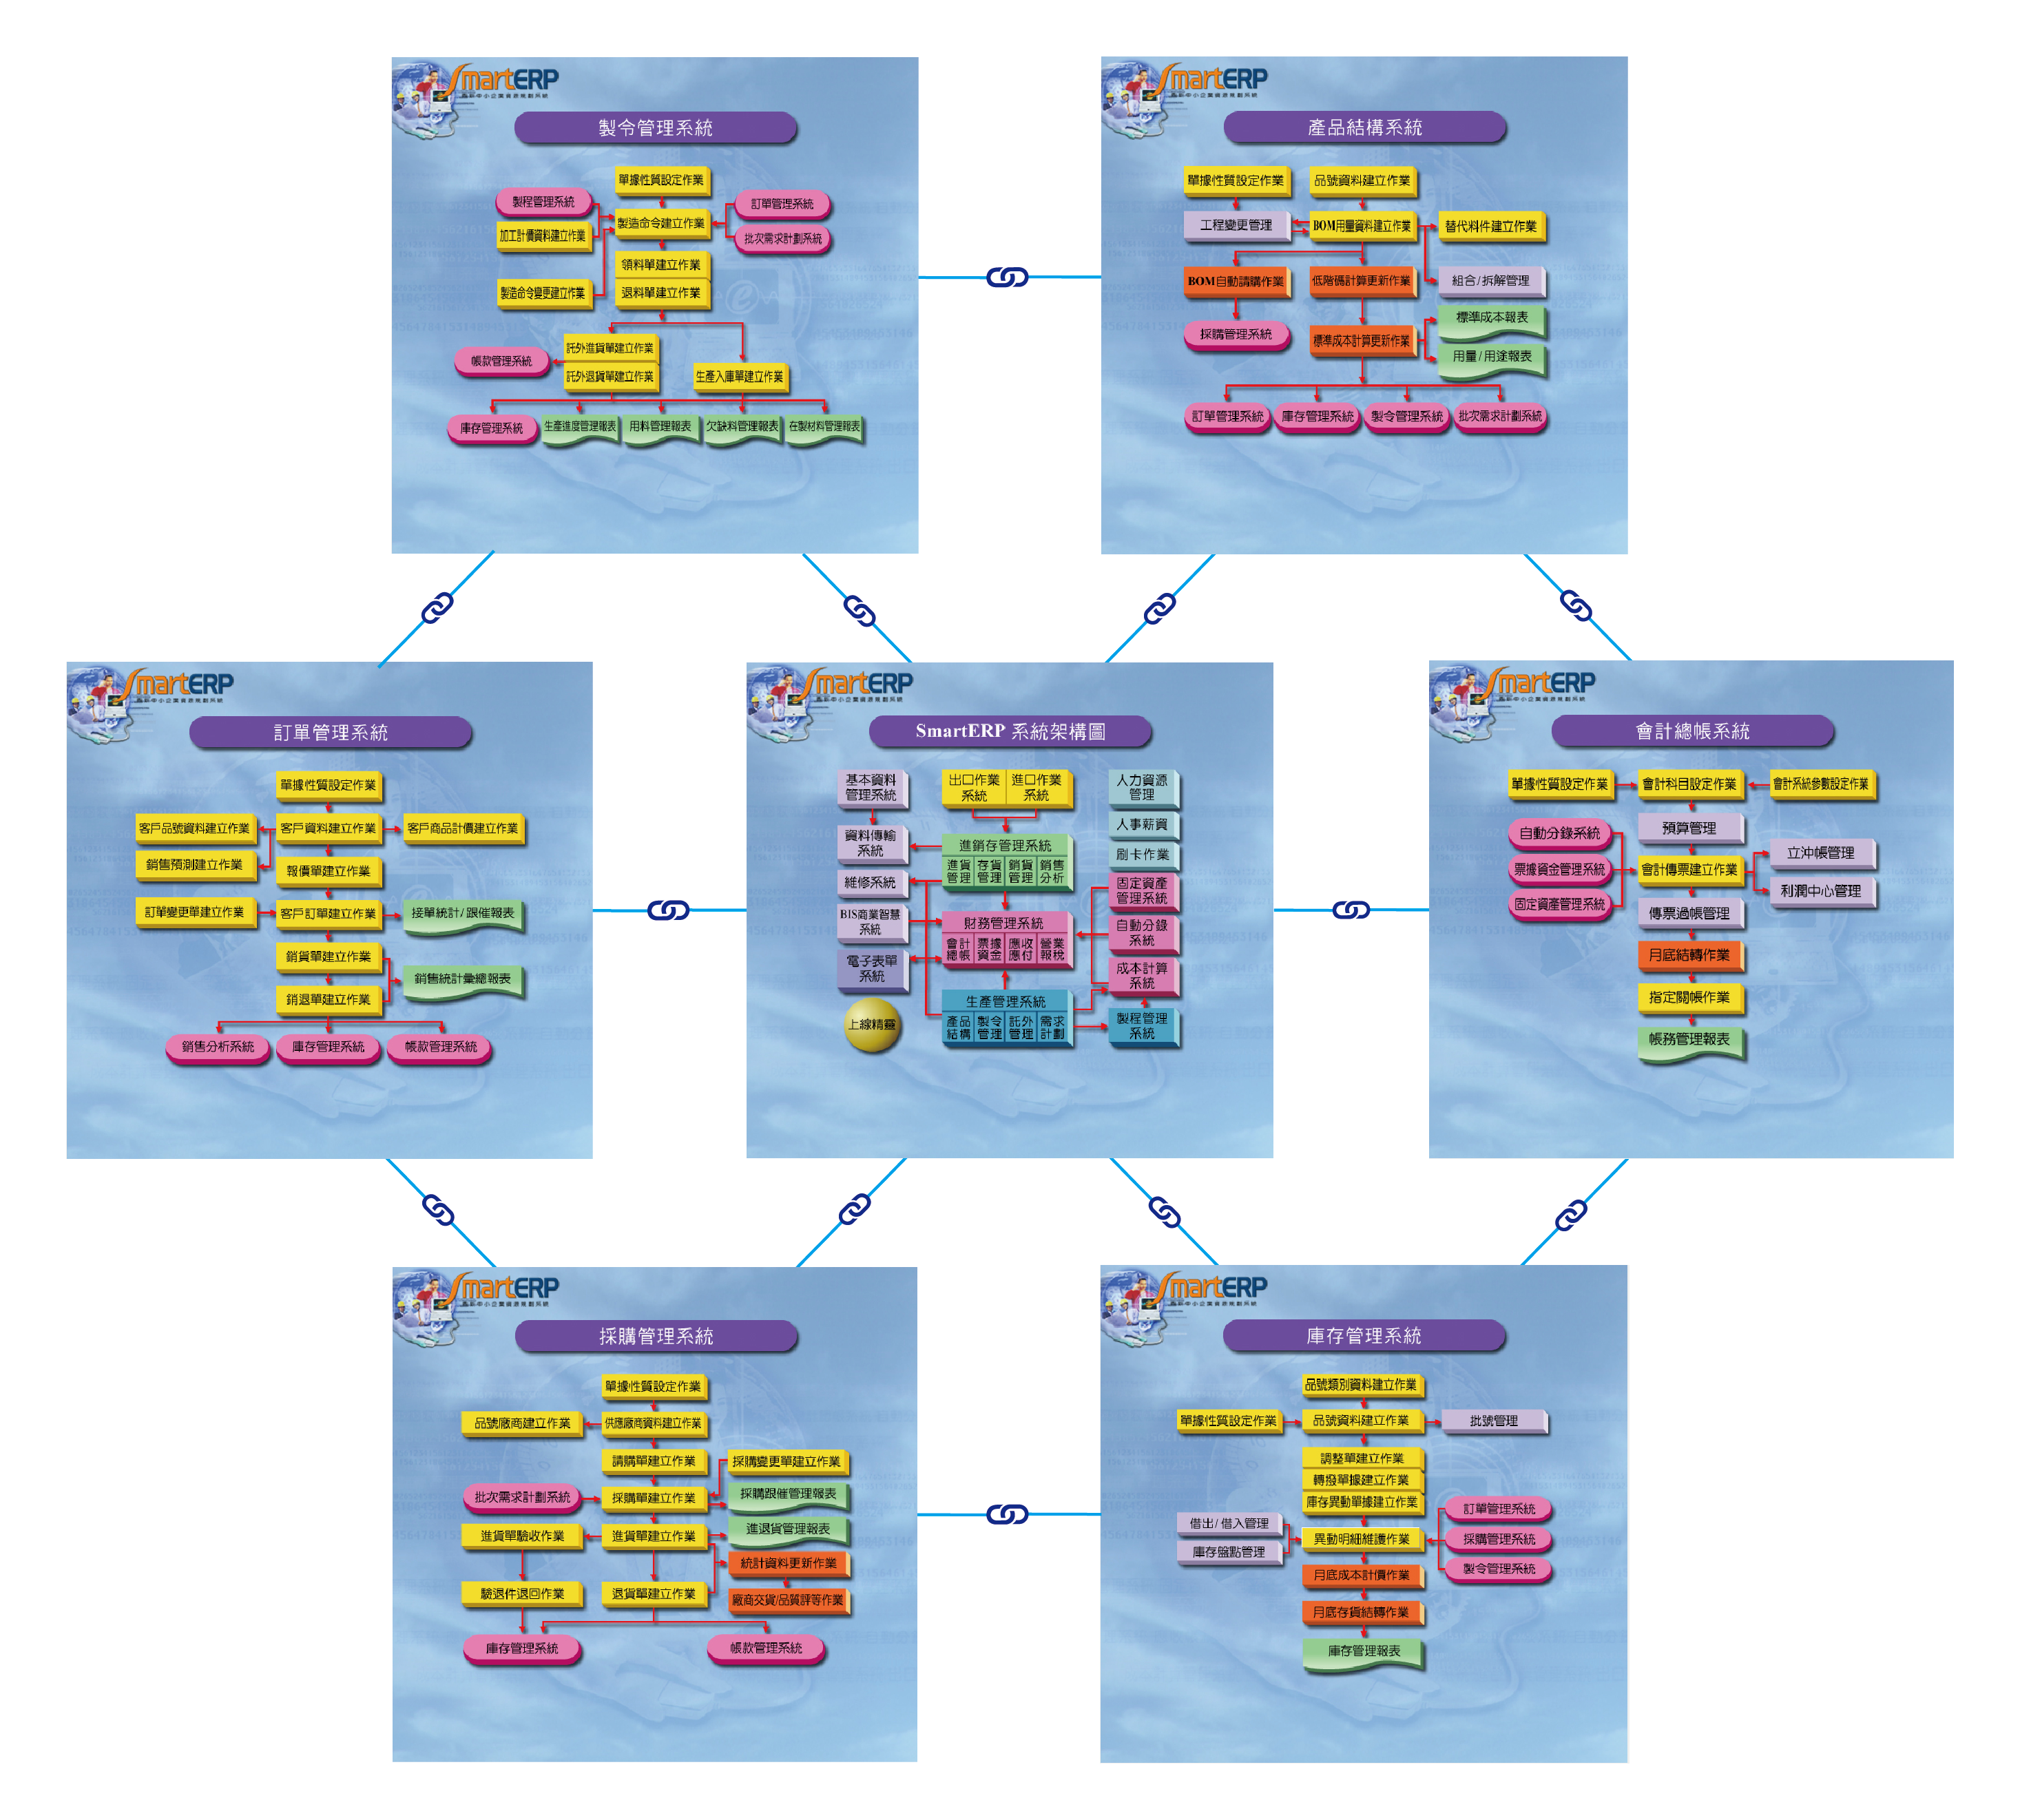 SmartERP
製令管理系統
單據性質設定作業
製程管理系統
訂單管理系統
製造命令建立作業
加工計價資料建立作業
批次需求計劃系統
領料單建立作業
製造命令變更建立作業
退料單建立作業
託外進貨單建立作業
帳款管理系統
託外退貨單建立作業
生產入庫單建立作業
庫存管理系統
生產進度管理報表
用料管理報表
欠缺料管理報表
在製材料管理報表
SmartERP
產品結構系統
單據性質設定作業
品號資料建立作業
工程變更管理
BOM用量資料建立作業
替代料件建立作業
BOM自動請購作業
低階碼計算更新作業
組合/拆解管理
標準成本報表
採購管理系統
標準成本計算更新作業
用量/用途報表
訂單管理系統
庫存管理系統
製令管理系統
批次需求計劃系統
SmartERP
訂單管理系統
單據性質設定作業
客戶品號資料建立作業
客戶資料建立作業
客戶商品計價建立作業
銷售預測建立作業
報價單建立作業
訂單變更單建立作業
客戶訂單建立作業
接單統計/跟催報表
銷貨單建立作業
銷售統計彙總報表
銷退單建立作業
銷售分析系統
庫存管理系統
帳款管理系統
SmartERP
SmartERP 系統架構圖
基本資料
管理系統
出口作業
系統
進口作業
系統
人力資源
管理
人事薪資
資料傳輸
系統
進銷存管理系統
進貨
管理
存貨
管理
銷貨
管理
銷售
分析
刷卡作業
維修系統
固定資產
管理系統
BIS商業智慧
系統
財務管理系統
會計
總帳
票據
資金
應收
應付
營業
報稅
自動分錄
系統
電子表單
系統
成本計算
系統
上線精靈
生產管理系統
產品
結構
製令
管理
託外
管理
需求
計劃
製程管理
系統
SmartERP
會計總帳系統
單據性質設定作業
會計科目設定作業
會計系統參數設定作業
自動分錄系統
預算管理
票據資金管理系統
會計傳票建立作業
立沖帳管理
利潤中心管理
固定資產管理系統
傳票過帳管理
月底結轉作業
指定關帳作業
帳務管理報表
SmartERP
採購管理系統
單據性質設定作業
品號廠商建立作業
供應廠商資料建立作業
請購單建立作業
採購變更單建立作業
批次需求計劃系統
採購單建立作業
採購跟催管理報表
進貨單驗收作業
進貨單建立作業
進退貨管理報表
統計資料更新作業
驗退件退回作業
退貨單建立作業
廠商交貨/品質評等作業
庫存管理系統
帳款管理系統
SmartERP
庫存管理系統
品號類別資料建立作業
單據性質設定作業
品號資料建立作業
批號管理
調整單建立作業
轉撥單據建立作業
庫存異動單據建立作業
訂單管理系統
借出/借入管理
異動明細維護作業
採購管理系統
庫存盤點管理
製令管理系統
月底成本計價作業
月底存貨結轉作業
庫存管理報表